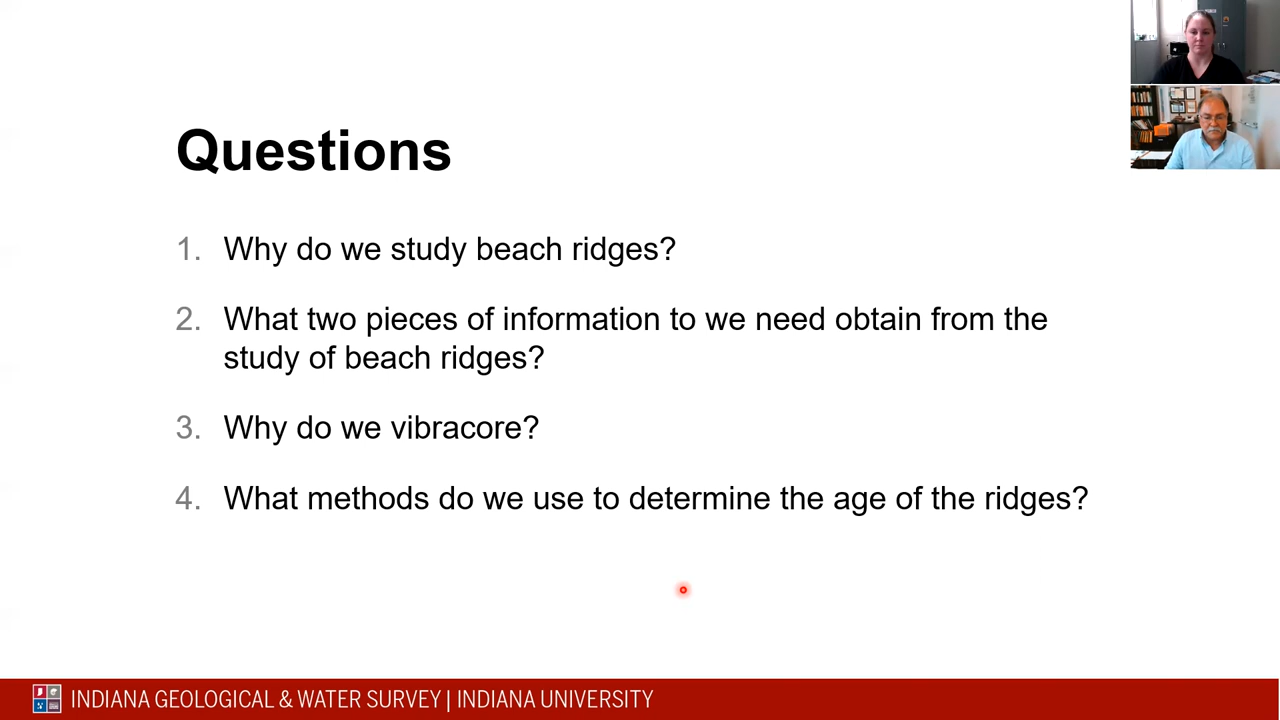 Questions
1. Why do we study beach ridges?
2. What two pieces of information to we need obtain from the
study of beach ridges?
3. Why do we vibracore?
4. What methods do we use to determine the age of the ridges?
INDIANA GEOLOGICAL & WATER SURVEY | INDIANA UNIVERSITY